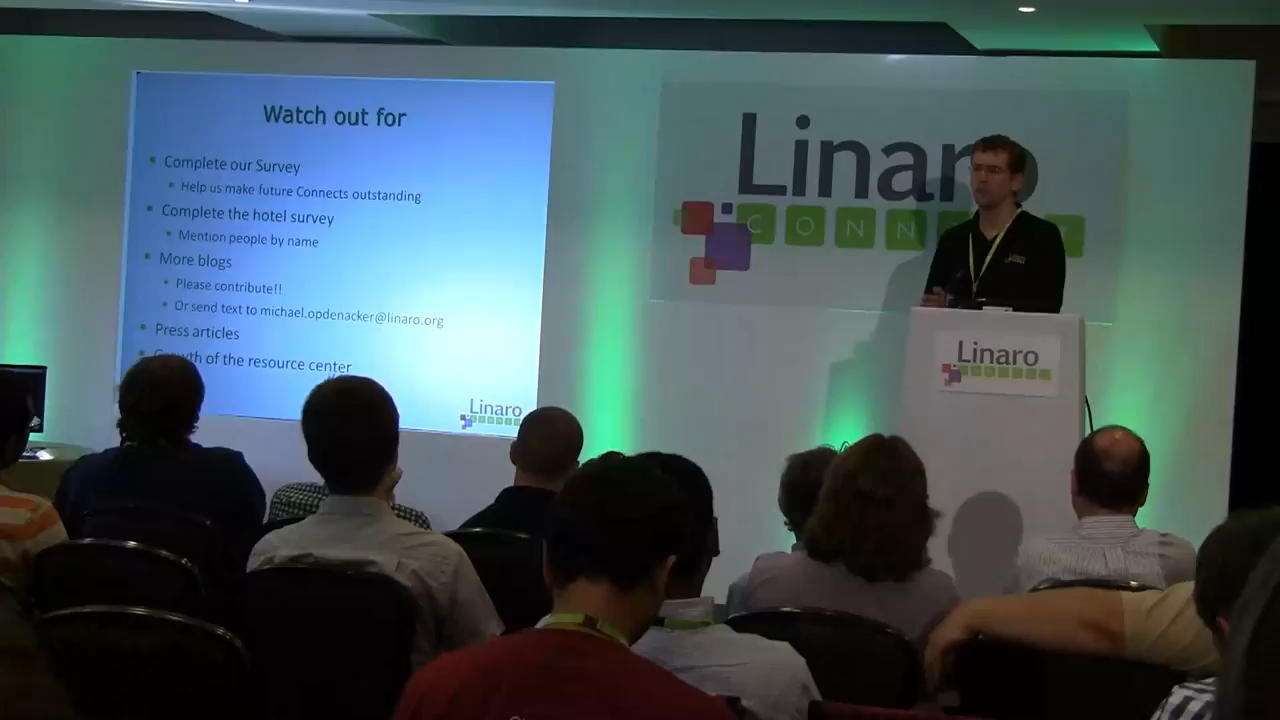 Watch out for
Complete our Survey
Help us make future Connects outstanding
Complete the hotel survey
Mention people by name
More blogs
Please contribute!!
Or send text to michael.opdenacker@linaro.org
Press articles
Growth of the resource center
Linaro
Linaro
CONNECT
Linaro